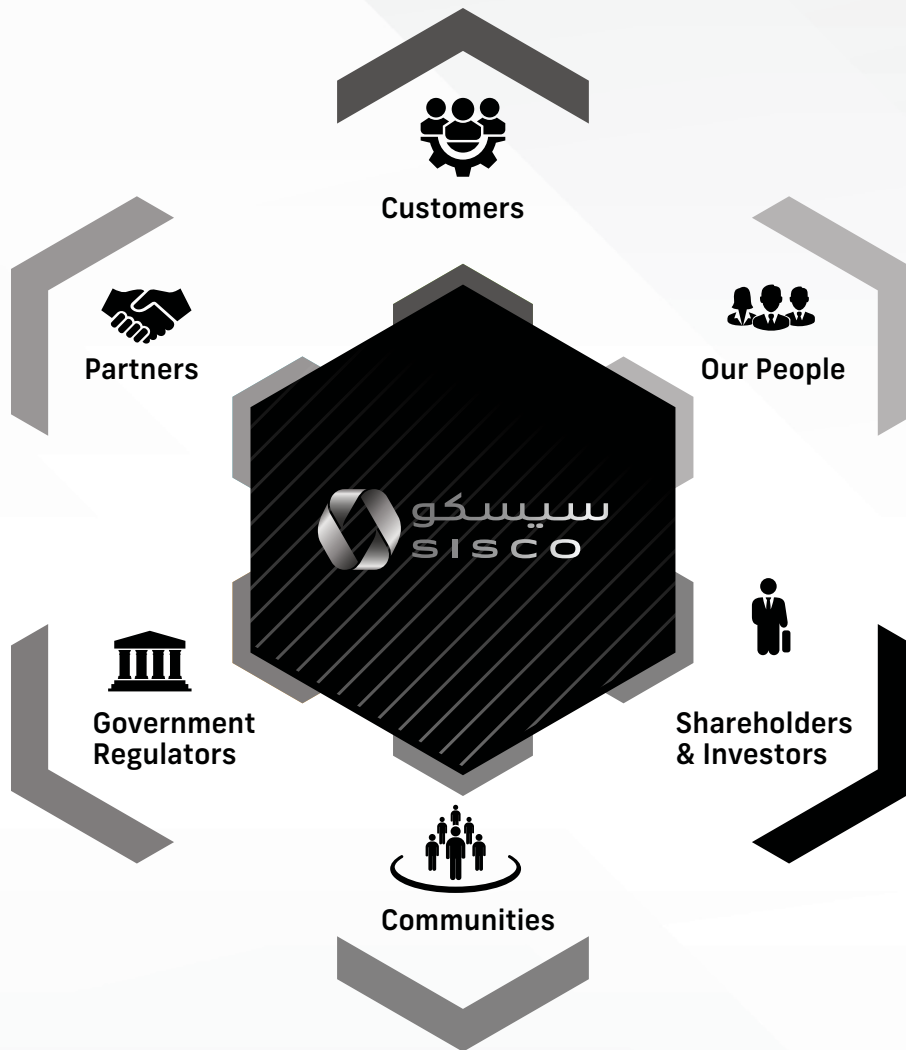 Customers
Partners
Our People
سيسكو
SISCO
Government
Regulators
Shareholders
& Investors
Communities